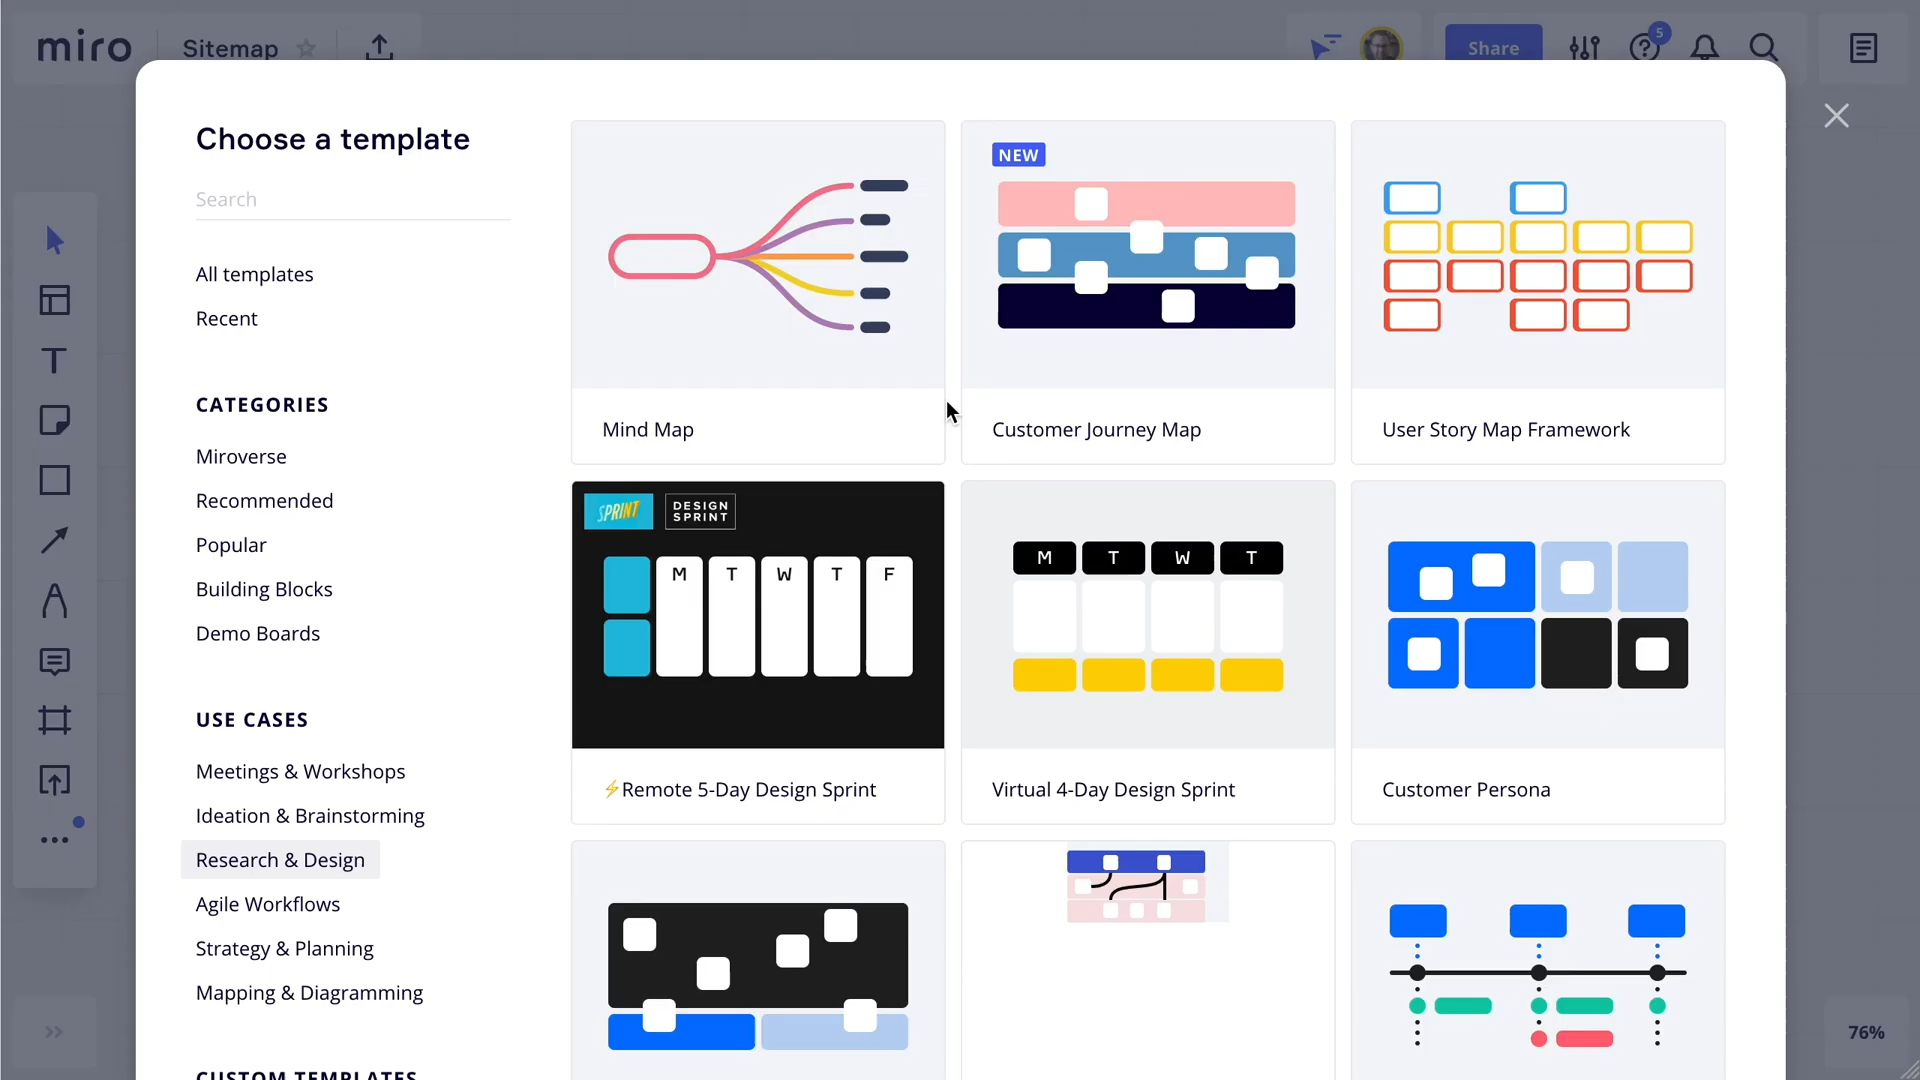 miro
Sitemap
Share
5
Choose a template
Search
All templates
Recent
CATEGORIES
Miroverse
Recommended
Popular
Building Blocks
Demo Boards
USE CASES
Meetings & Workshops
Ideation & Brainstorming
Research & Design
Agile Workflows
Strategy & Planning
Mapping & Diagramming
CUSTOM TEMPLATES
Mind Map
NEW
Customer Journey Map
User Story Map Framework
SPRINT
DESIGN
SPRINT
M T W T F
⚡Remote 5-Day Design Sprint
M T W T
Virtual 4-Day Design Sprint
Customer Persona
76%